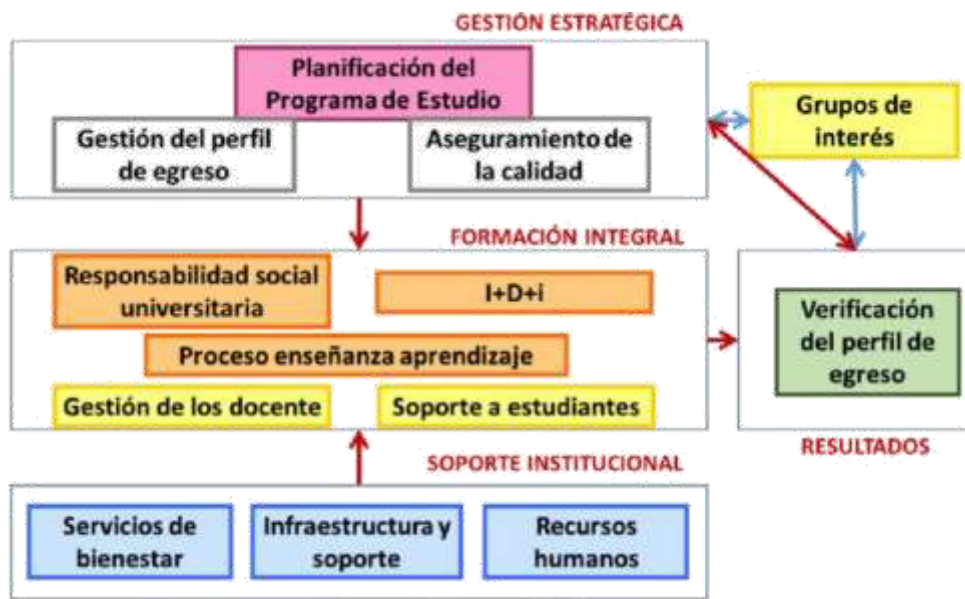 GESTIÓN ESTRATÉGICA
Planificación del
Programa de Estudio
Gestión del perfil
de egreso
Aseguramiento de
la calidad
Grupos de
interés
FORMACIÓN INTEGRAL
Responsabilidad social
universitaria
I+D+i
Proceso enseñanza aprendizaje
Gestión de los docente
Soporte a estudiantes
Verificación
del perfil de
egreso
RESULTADOS
SOPORTE INSTITUCIONAL
Servicios de
bienestar
Infraestructura y
soporte
Recursos
humanos